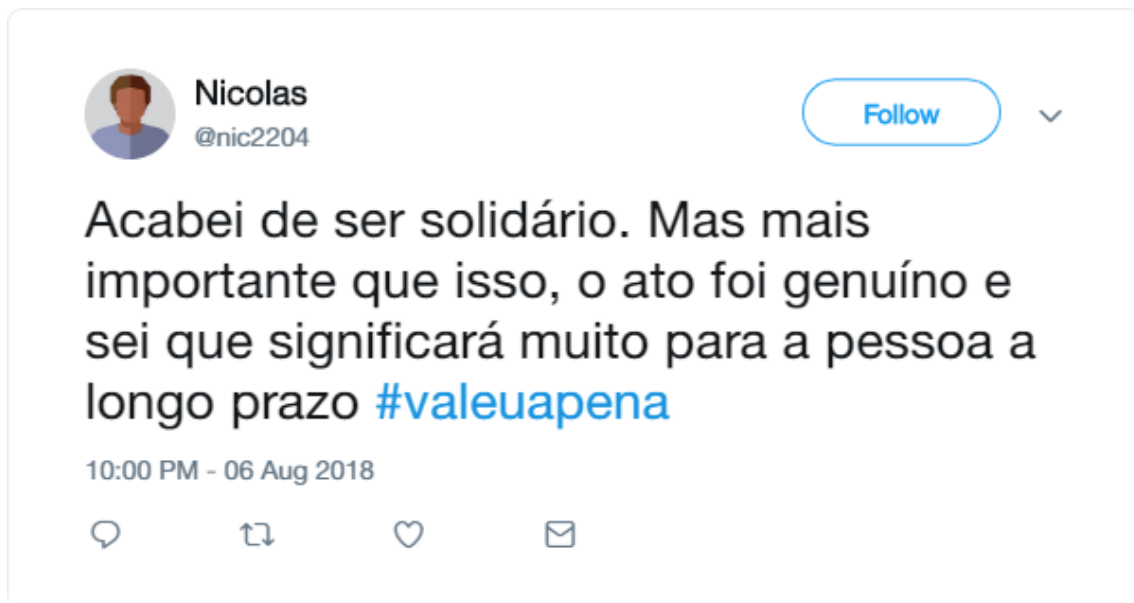 Nicolas
@nic2204
Follow
Acabei de ser solidário. Mas mais
importante que isso, o ato foi genuíno e
sei que significará muito para a pessoa a
longo prazo #valeuapena
10:00 PM - 06 Aug 2018